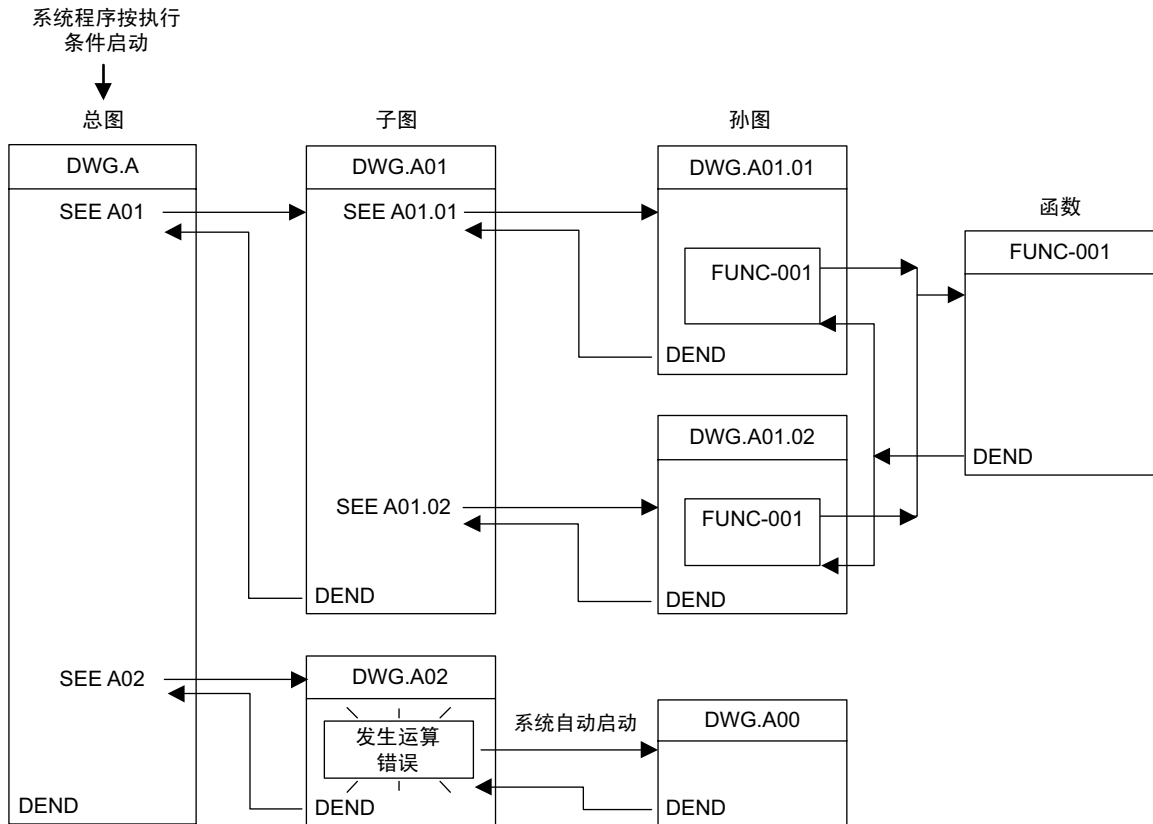 系统程序按执行
条件启动
总图
子图
孙图
函数
DWG.A
SEE A01
SEE A02
DEND
DWG.A01
SEE A01.01
SEE A01.02
DEND
DWG.A01.01
FUNC-001
DEND
DWG.A01.02
FUNC-001
DEND
FUNC-001
DEND
DWG.A02
发生运算
错误
DEND
系统自动启动
DWG.A00
DEND